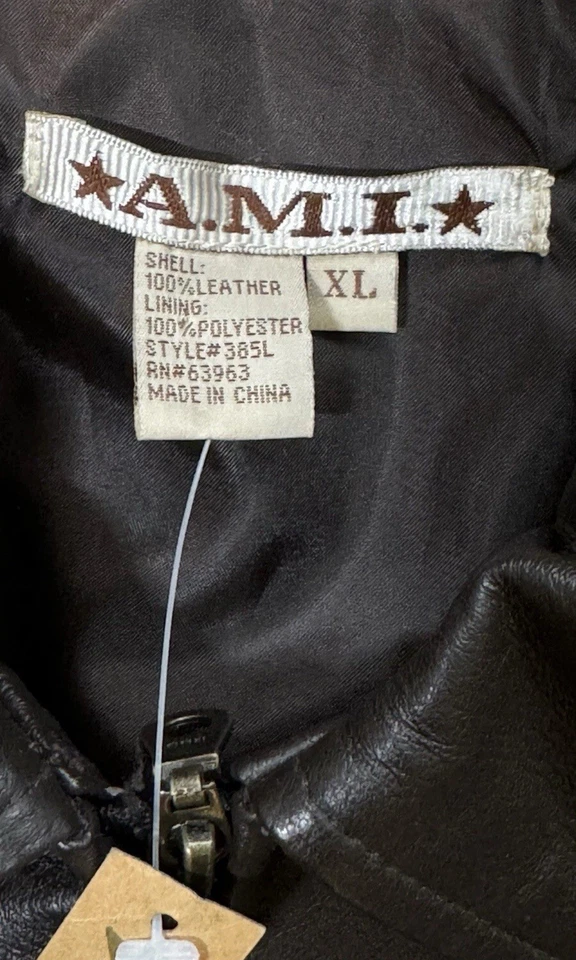 ★A.M.I.★
XL
SHELL:
100%LEATHER
LINING:
100%POLYESTER
STYLE#385L
RN#63963
MADE IN CHINA